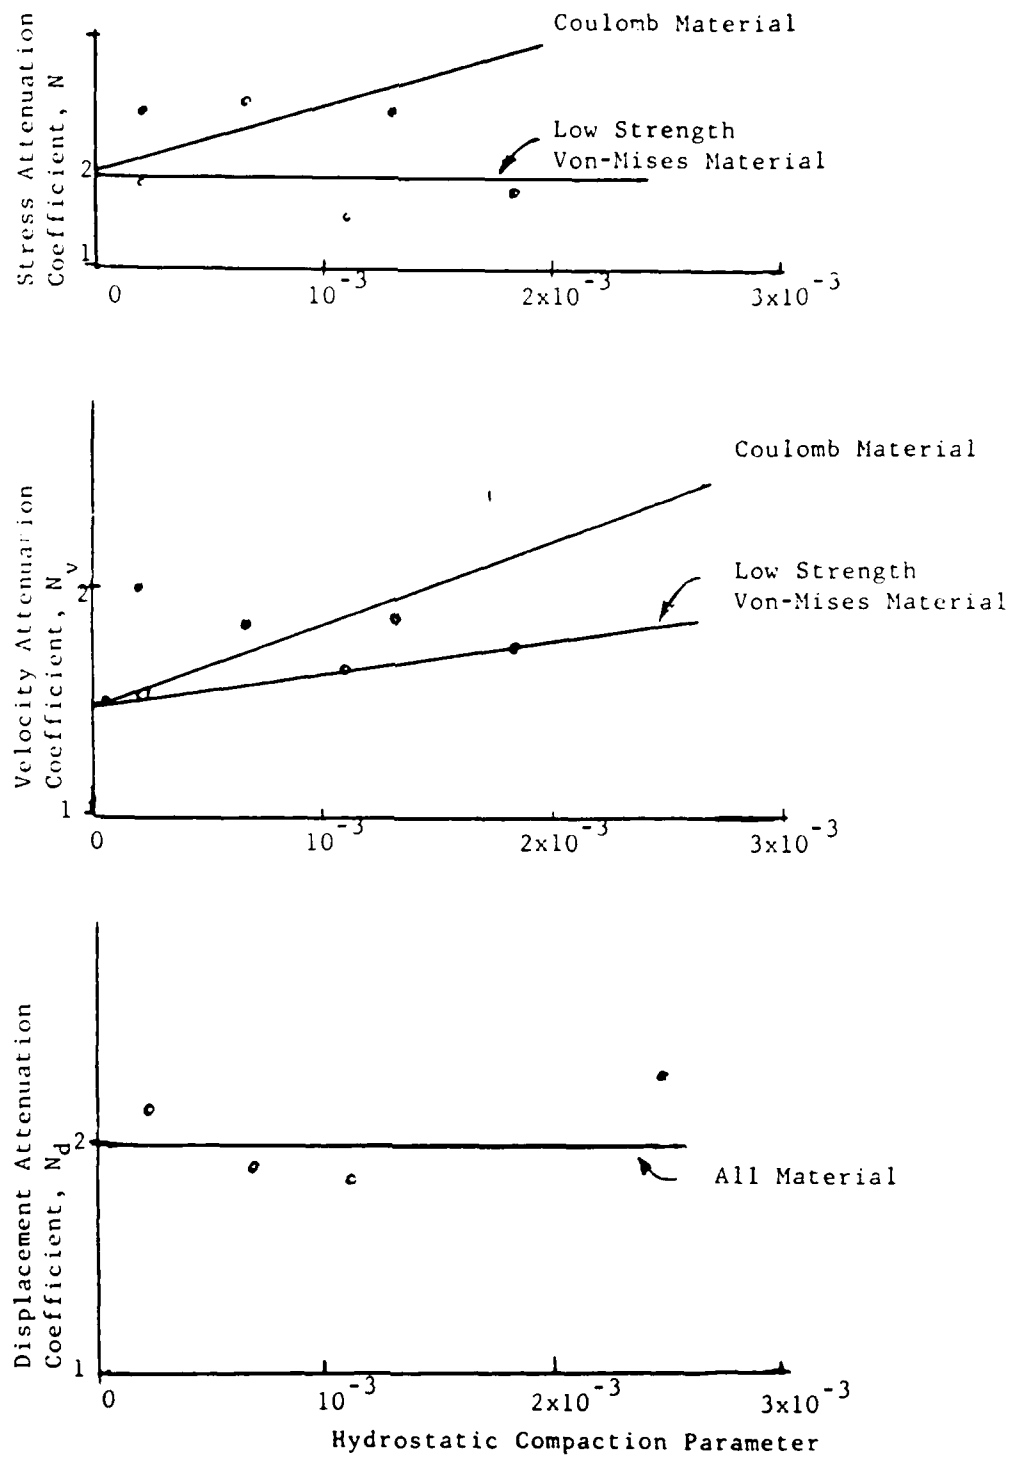 Stress Attenuation
Coefficient, N
Coulomb Material
Low Strength
Von-Mises Material
2
1
0 10⁻³ 2x10⁻³ 3x10⁻³
Velocity Attenuation
Coefficient, Nᵥ
Coulomb Material
Low Strength
Von-Mises Material
2
1
0 10⁻³ 2x10⁻³ 3x10⁻³
Displacement Attenuation
Coefficient, N_d
2
All Material
1
0 10⁻³ 2x10⁻³ 3x10⁻³
Hydrostatic Compaction Parameter